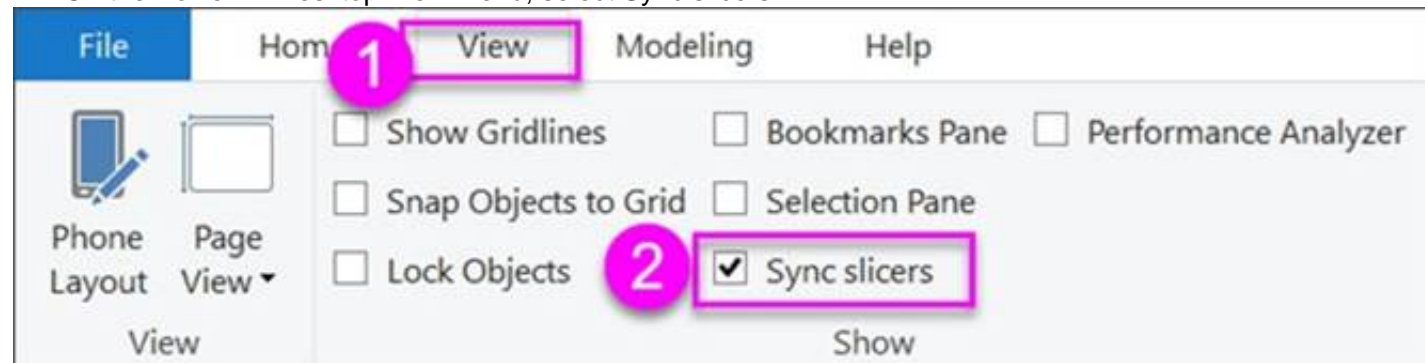 File Hom View Modeling Help
1
Show Gridlines Bookmarks Pane Performance Analyzer
Snap Objects to Grid Selection Pane
Phone Layout Page View
Lock Objects 2 Sync slicers
View Show